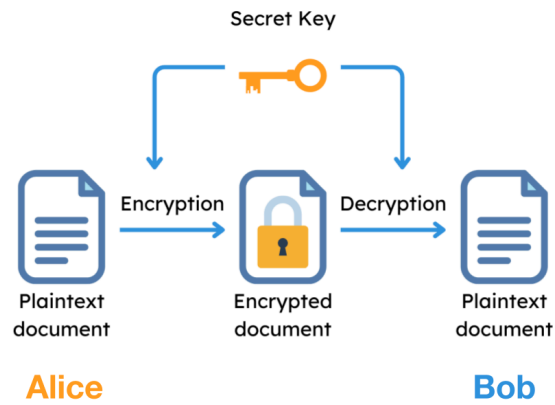 Secret Key
Encryption
Decryption
Plaintext
document
Encrypted
document
Plaintext
document
Alice
Bob